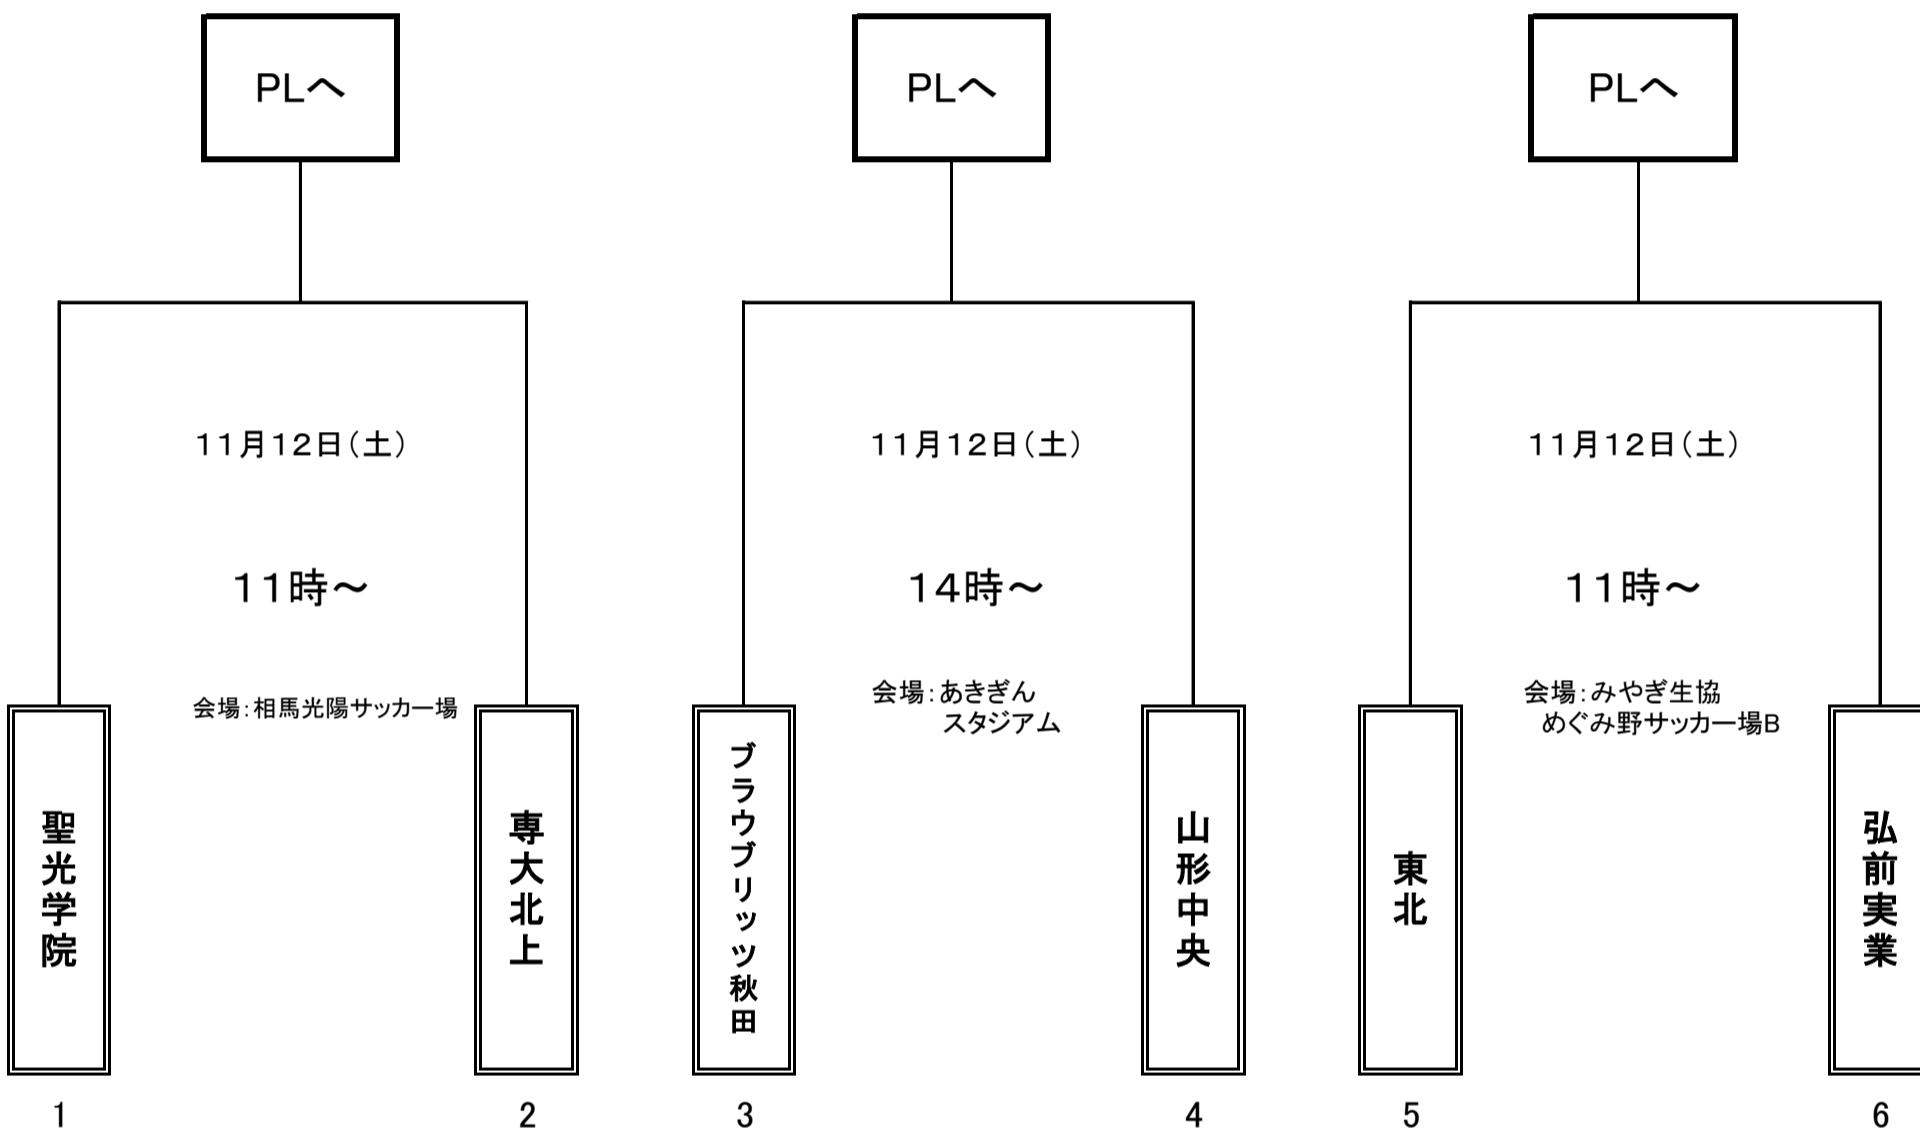 PLへ
PLへ
PLへ
11月12日(土)
11月12日(土)
11月12日(土)
11時～
14時～
11時～
会場:相馬光陽サッカー場
会場:あきぎん
スタジアム
会場:みやぎ生協
めぐみ野サッカー場B
聖光学院
専大北上
ブラウブリッツ秋田
山形中央
東北
弘前実業
1
2
3
4
5
6